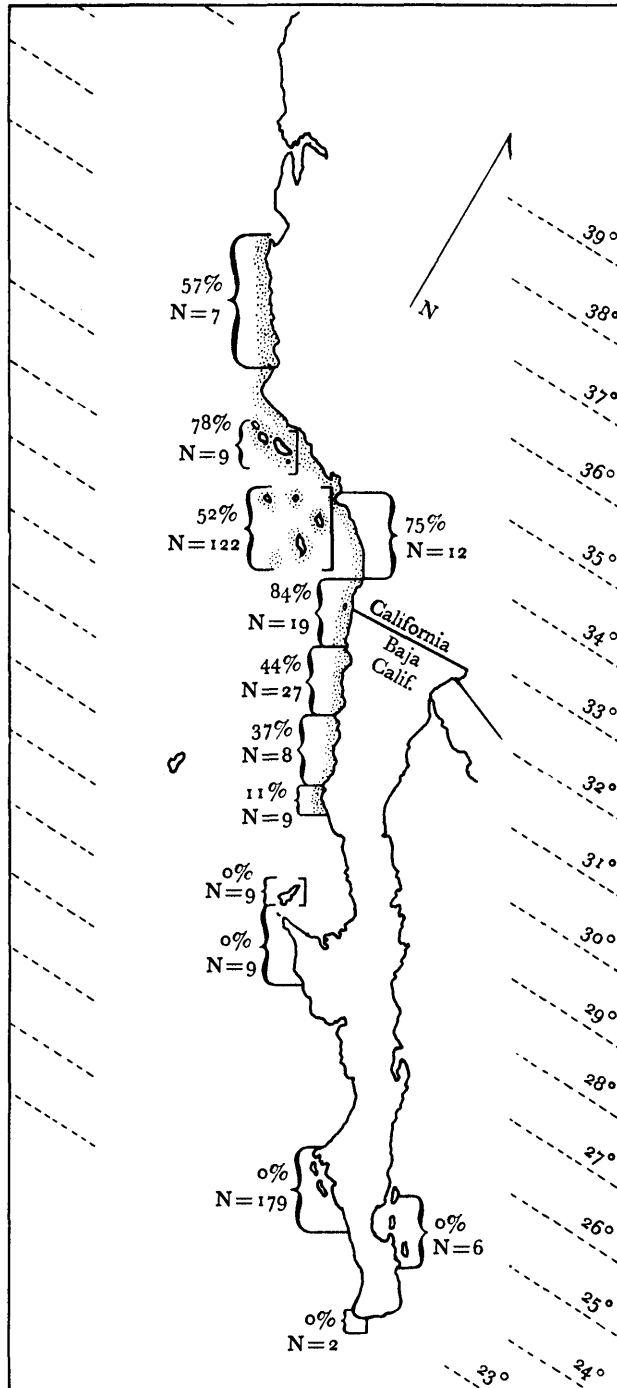 39°
N
38°
57%
N=7
37°
78%
N=9
36°
52%
N=122
75%
N=12
35°
84%
N=19
California
Baja
Calif.
34°
44%
N=27
33°
37%
N=8
32°
11%
N=9
31°
0%
N=9
30°
0%
N=9
29°
28°
27°
0%
N=179
26°
0%
N=6
25°
0%
N=2
24°
23°